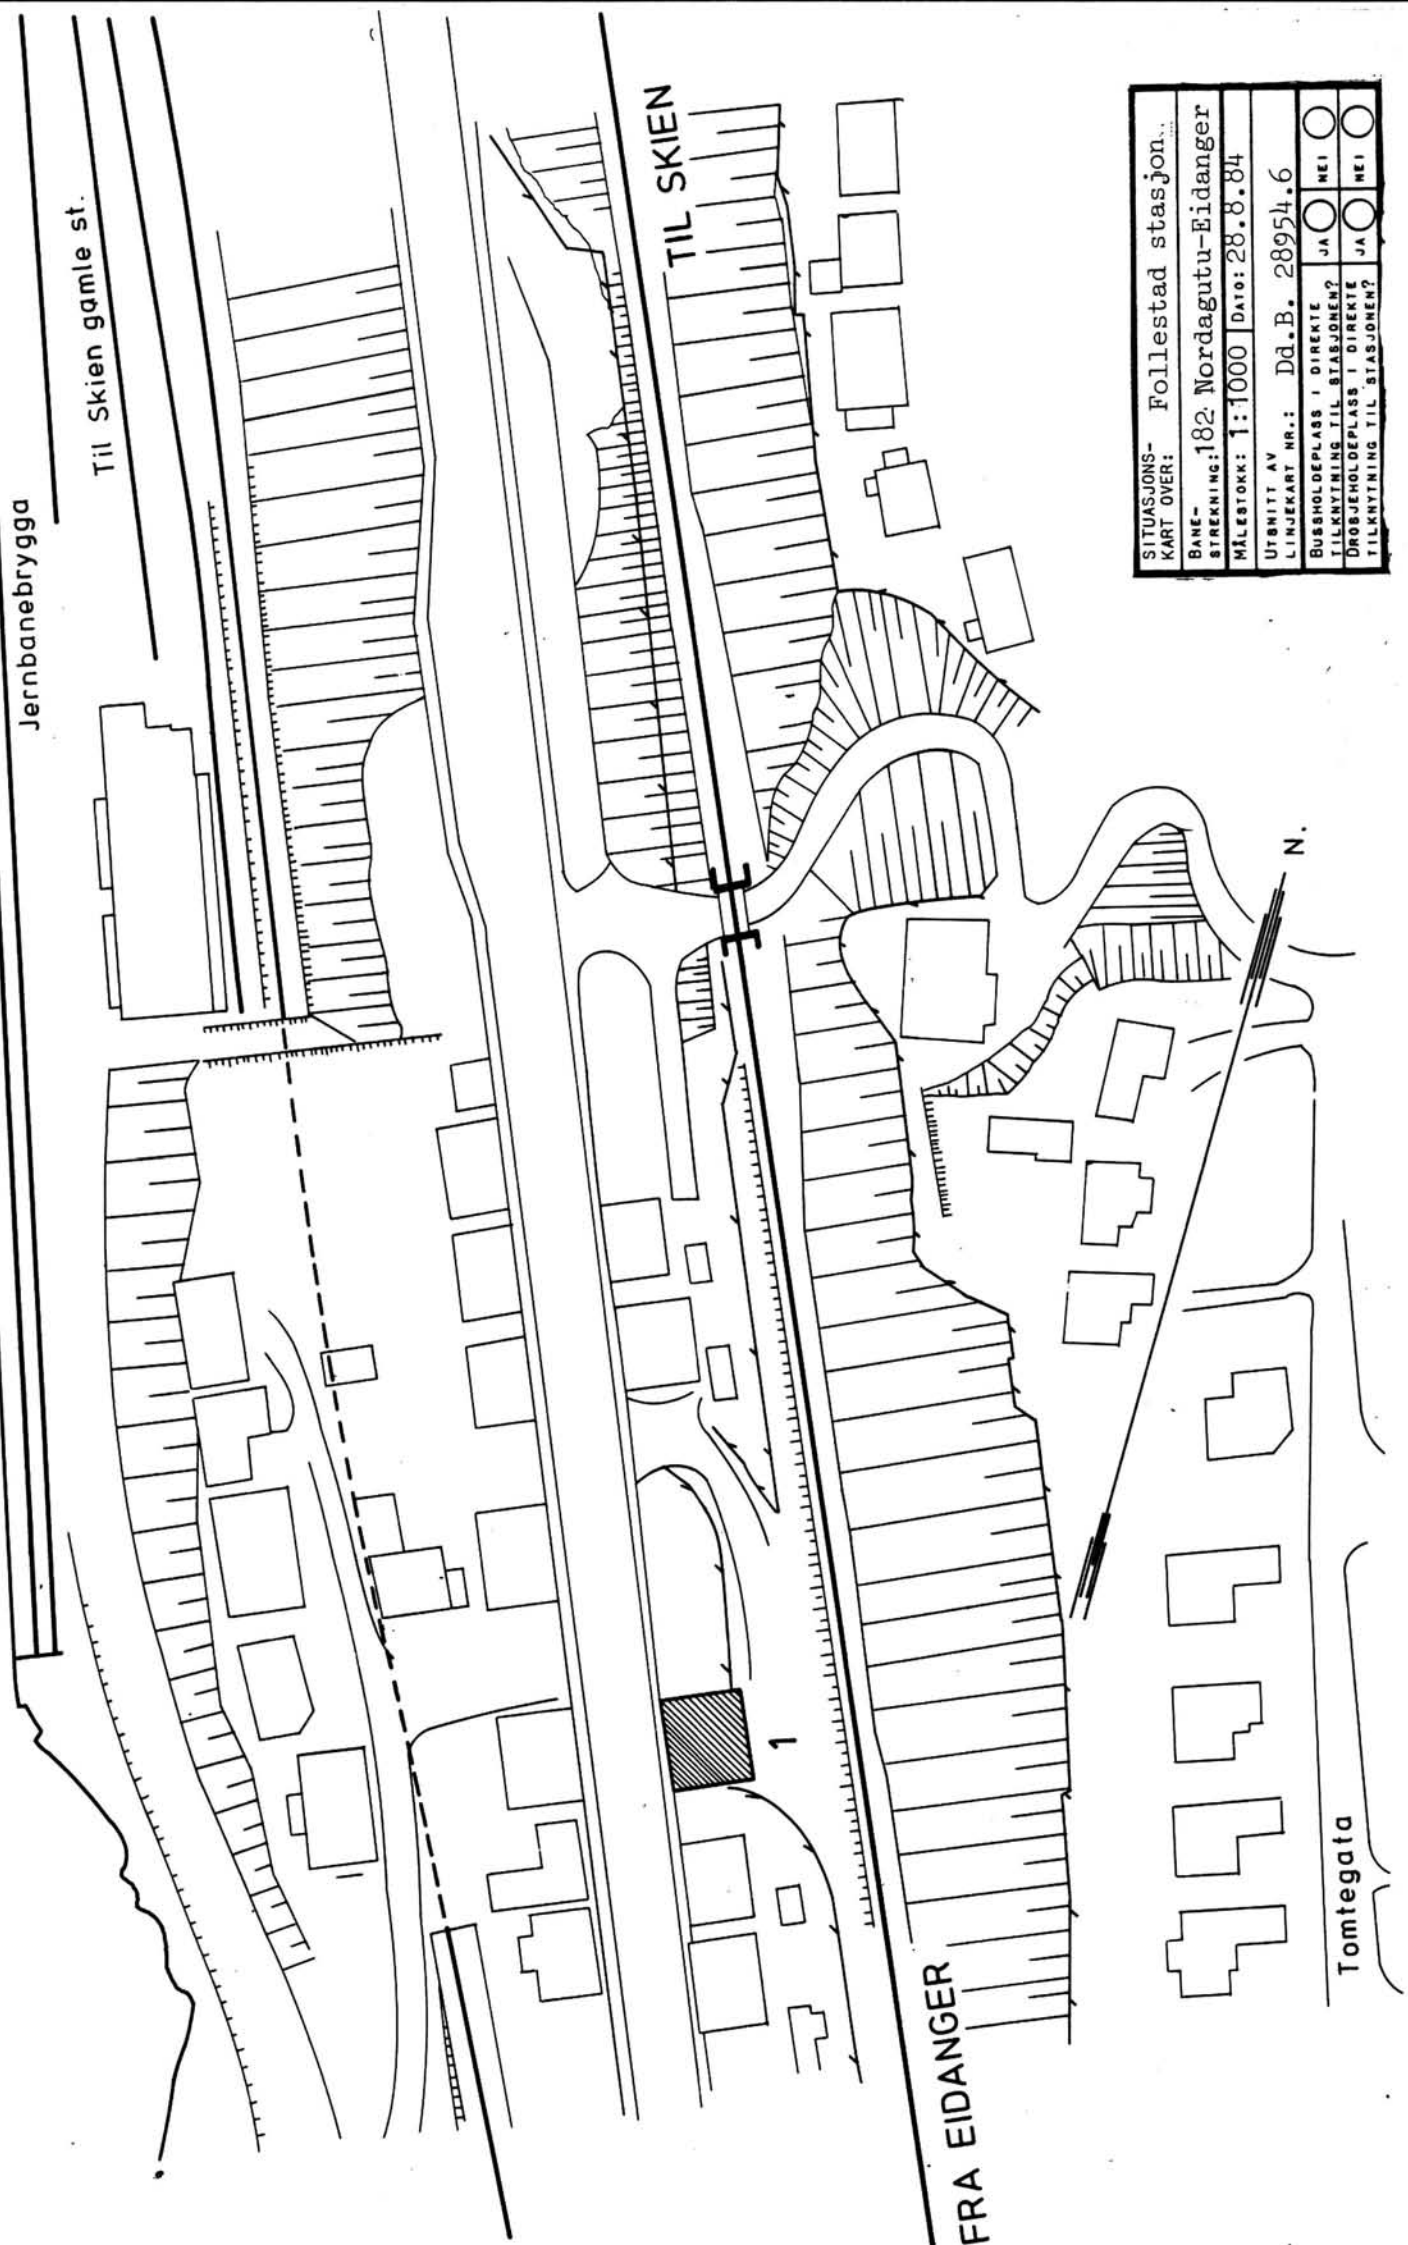 Jernbanebrygga
Til Skien gamle st.
TIL SKIEN
SITUASJONS-
KART OVER: Follestad stasjon.
BANE-
STREKNING: 182 Nordagutu-Eidanger
MÅLESTOKK: 1:1000 DATO: 28.8.84
UTSNITT AV
LINJEKART NR.: Dd.B. 28954.6
BUSSHOLDEPLASS I DIREKTE
TILKNYTNING TIL STASJONEN? JA NEI
DROSJEHOLDEPLASS I DIREKTE
TILKNYTNING TIL STASJONEN? JA NEI
N.
1
FRA EIDANGER
Tomtegata